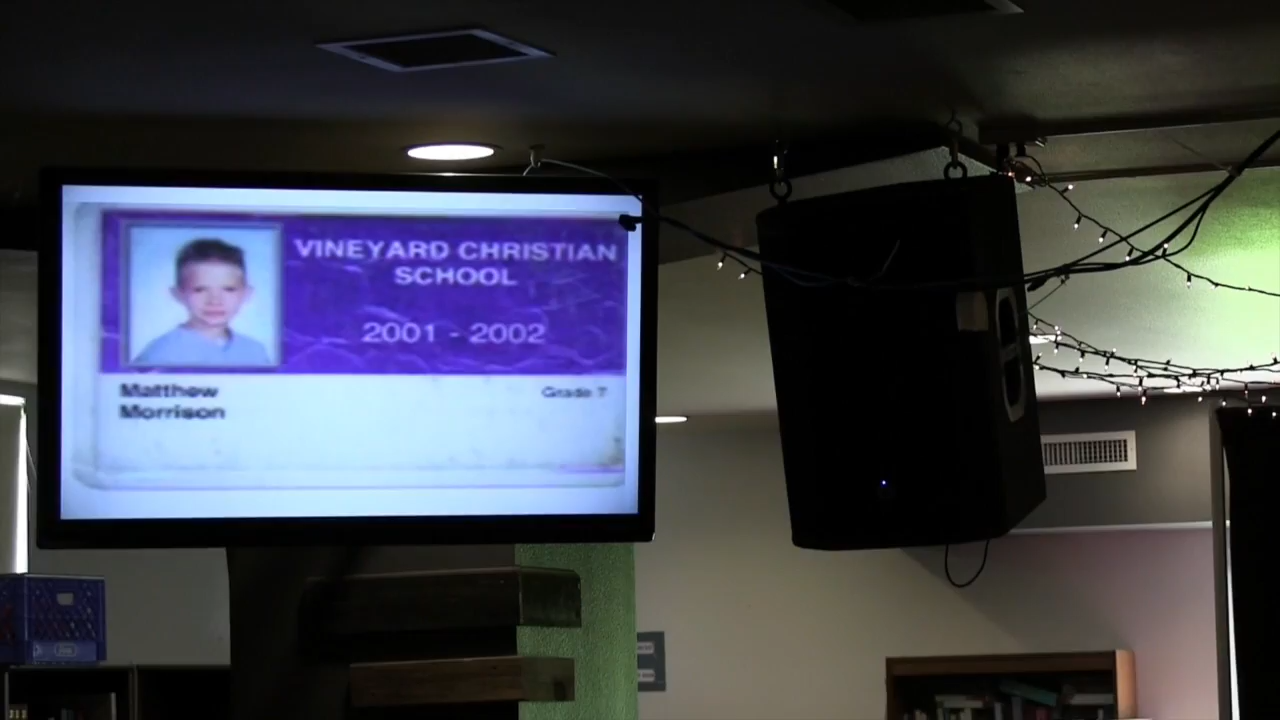 VINEYARD CHRISTIAN
SCHOOL
2001 - 2002
Matthew
Morrison
Grade 7